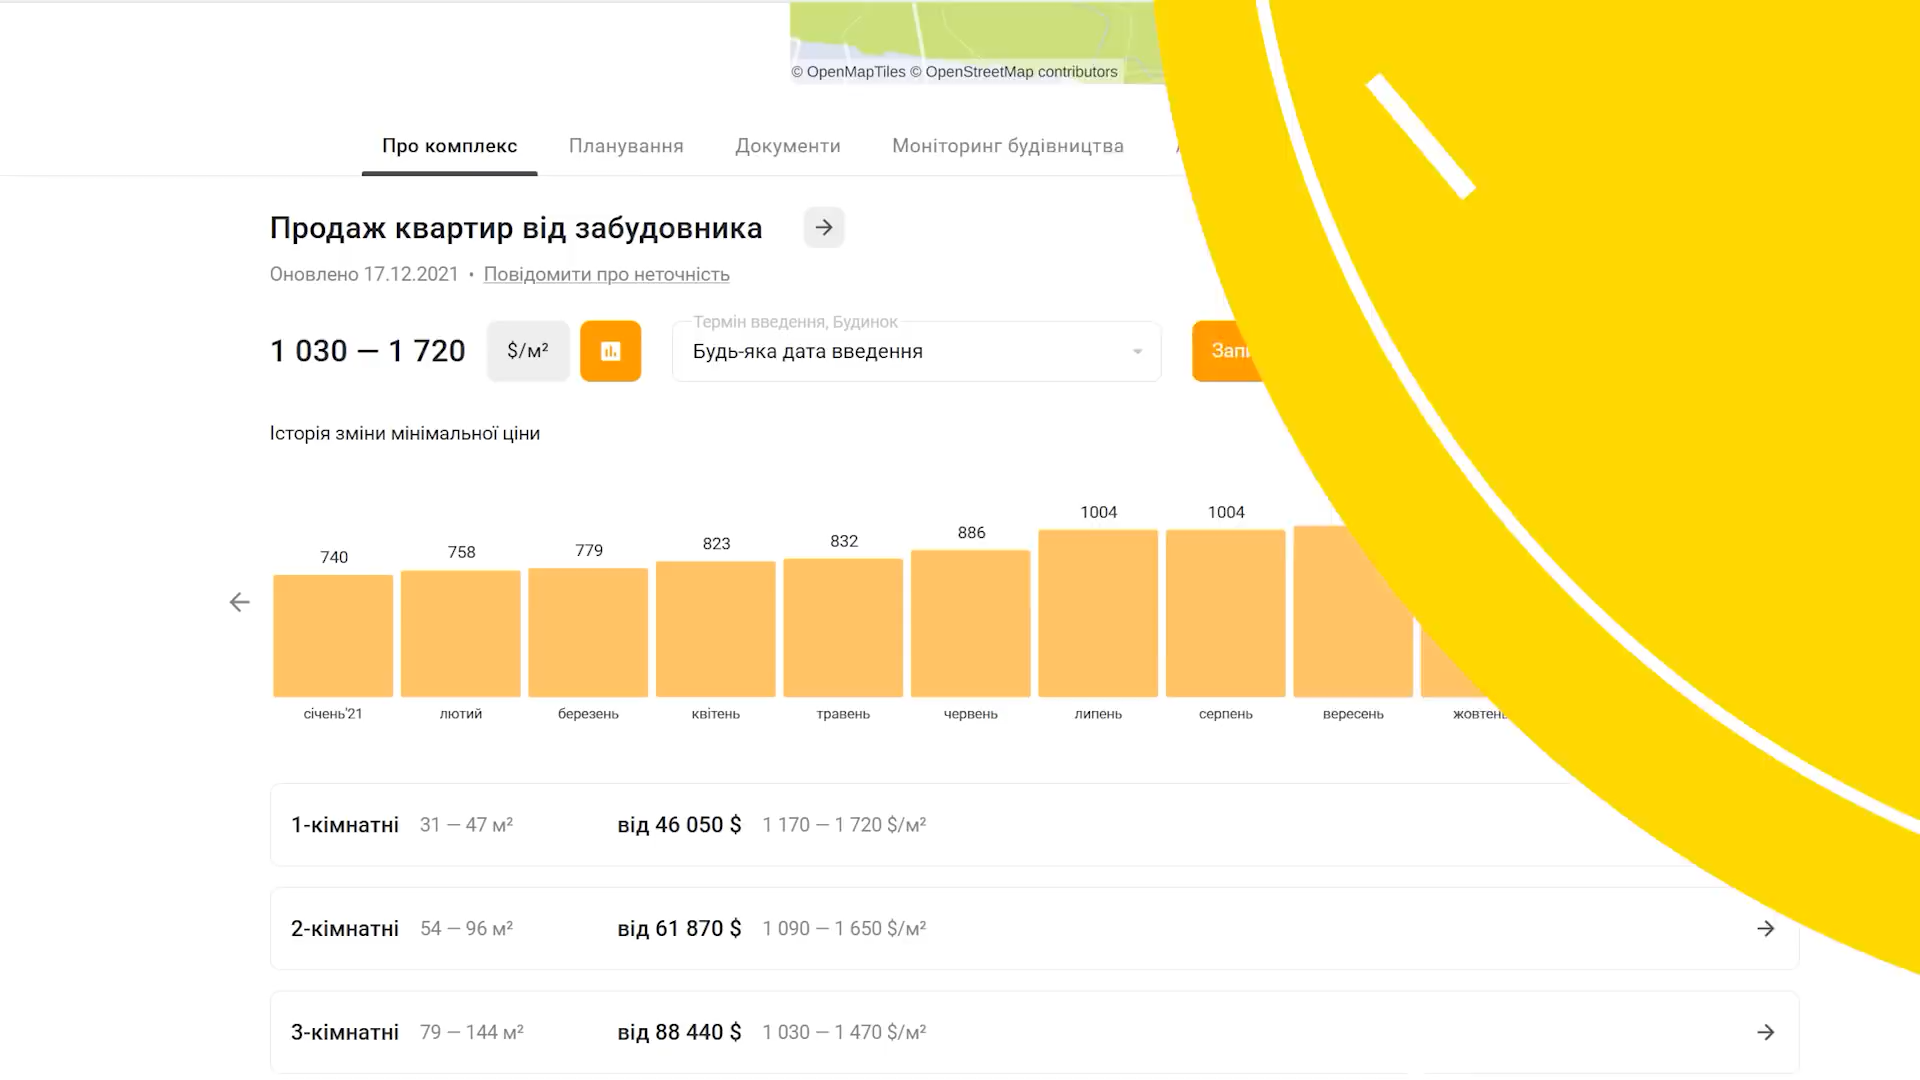 © OpenMapTiles © OpenStreetMap contributors
Про комплекс Планування Документи Моніторинг будівництва
Продаж квартир від забудовника
Оновлено 17.12.2021 • Повідомити про неточність
Термін введення, Будинок
1 030 — 1 720 $/м² Будь-яка дата введення
Історія зміни мінімальної ціни
740 758 779 823 832 886 1004 1004
січень'21 лютий березень квітень травень червень липень серпень вересень жовтень
1-кімнатні 31 — 47 м² від 46 050 $ 1 170 — 1 720 $/м²
2-кімнатні 54 — 96 м² від 61 870 $ 1 090 — 1 650 $/м²
3-кімнатні 79 — 144 м² від 88 440 $ 1 030 — 1 470 $/м²